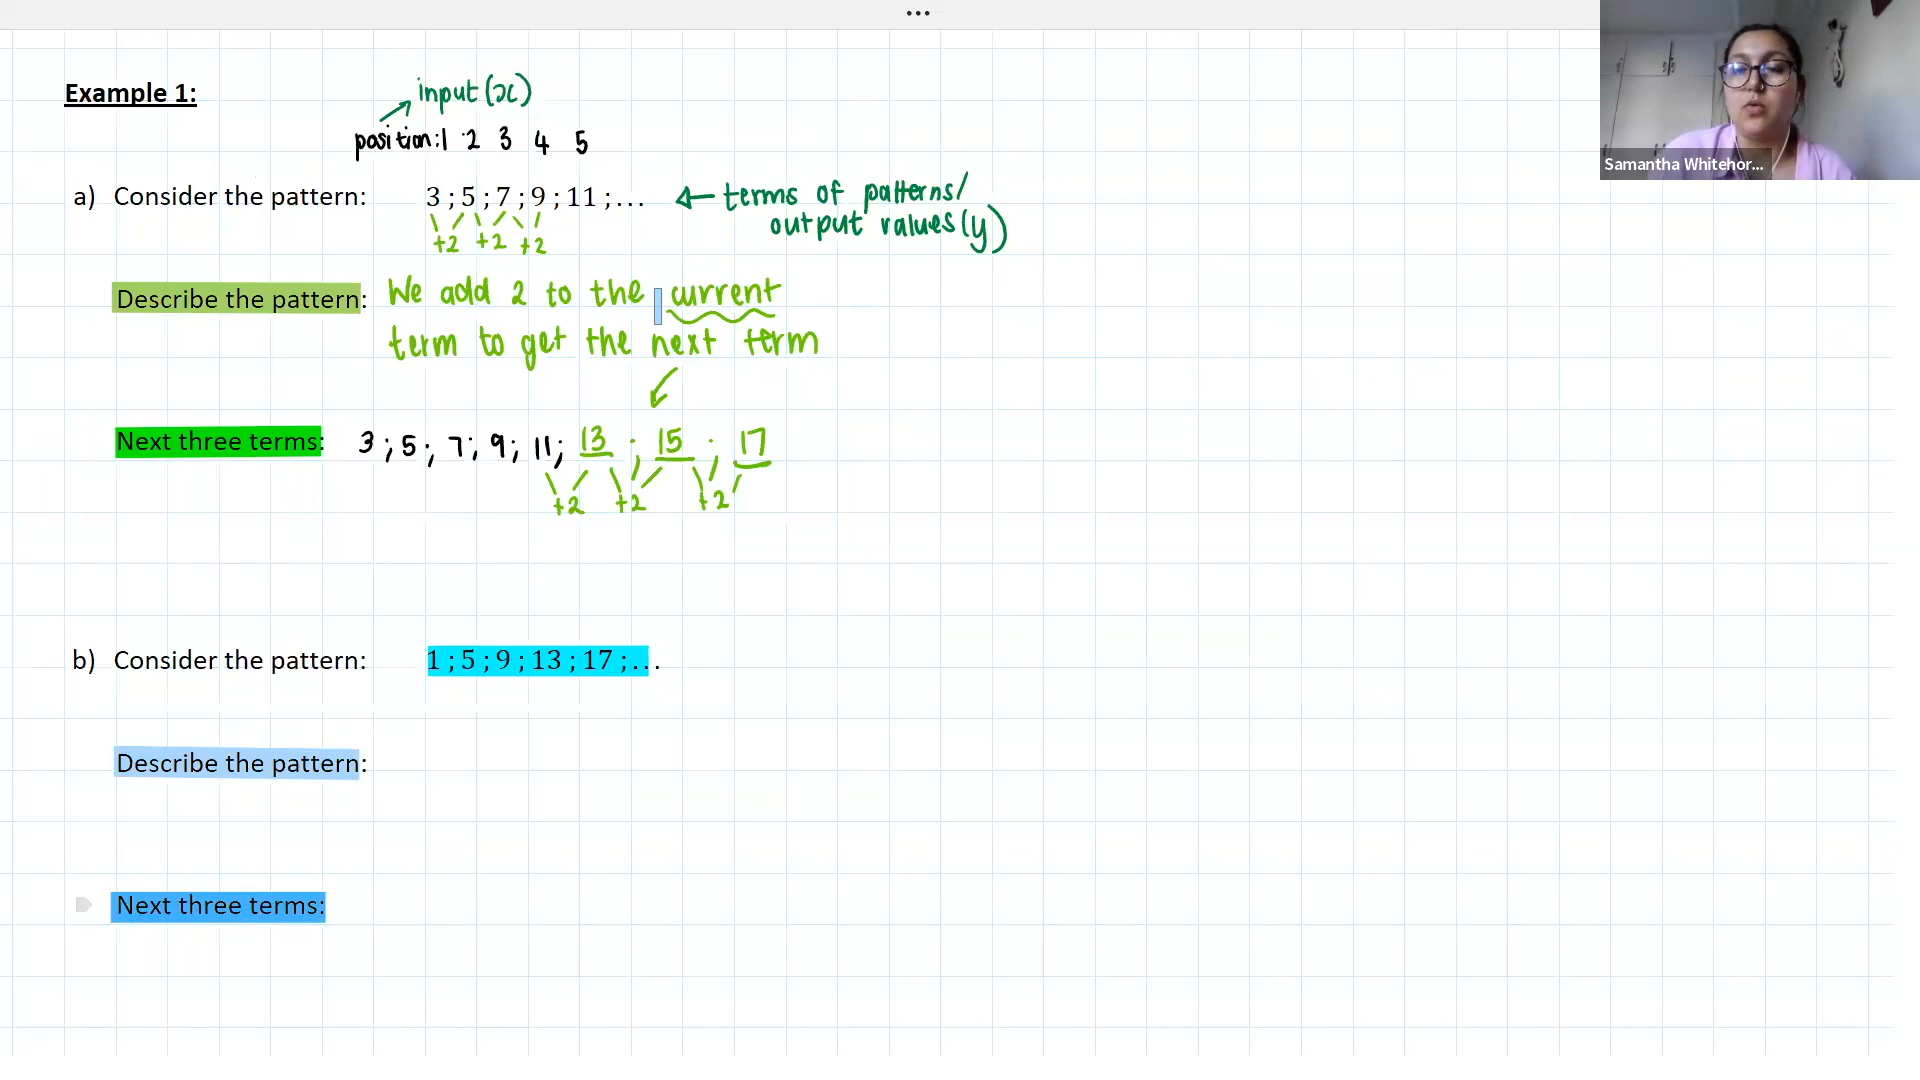 •••
Example 1:
input (x)
position: 1 2 3 4 5
a) Consider the pattern: 3 ; 5 ; 7 ; 9 ; 11 ; ... ← terms of patterns/
output values (y)
+2 +2 +2
Describe the pattern: We add 2 to the current
term to get the next term
Next three terms: 3 ; 5 ; 7 ; 9 ; 11 ; 13 ; 15 ; 17
+2 +2 +2
b) Consider the pattern: 1 ; 5 ; 9 ; 13 ; 17 ; ...
Describe the pattern:
Next three terms:
Samantha Whitehor...